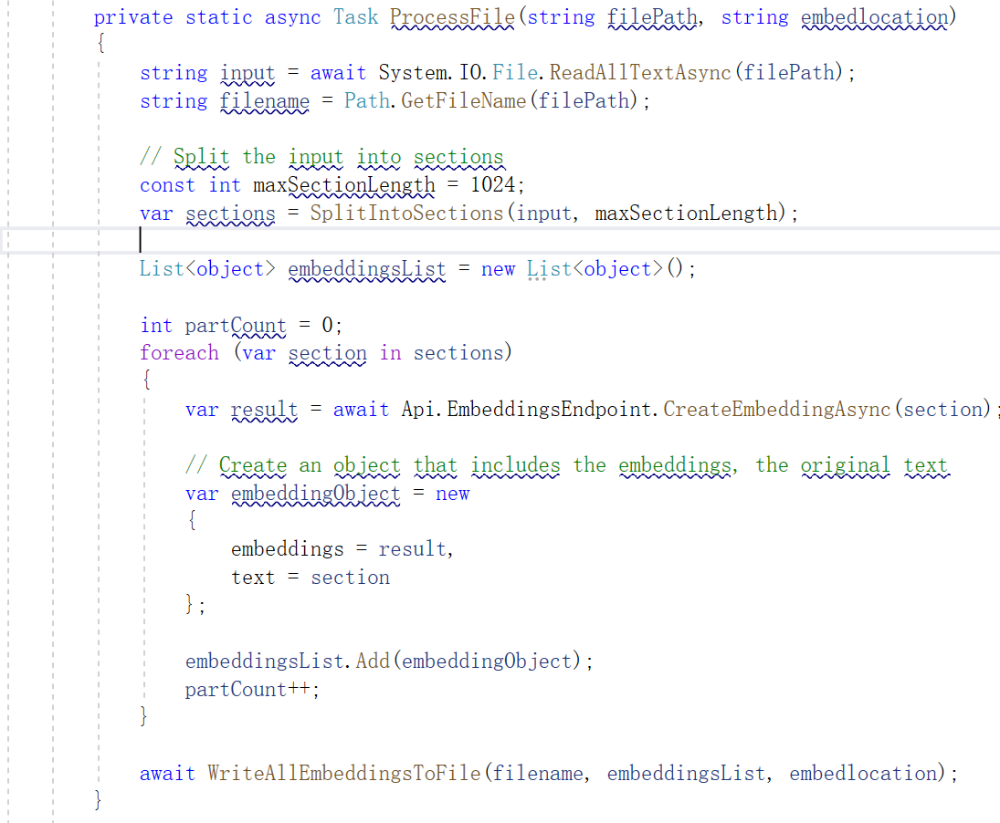 private static async Task ProcessFile(string filePath, string embedlocation)
{
string input = await System.IO.File.ReadAllTextAsync(filePath);
string filename = Path.GetFileName(filePath);
// Split the input into sections
const int maxSectionLength = 1024;
var sections = SplitIntoSections(input, maxSectionLength);
List<object> embeddingsList = new List<object>();
int partCount = 0;
foreach (var section in sections)
{
var result = await Api.EmbeddingsEndpoint.CreateEmbeddingAsync(section);
// Create an object that includes the embeddings, the original text
var embeddingObject = new
{
embeddings = result,
text = section
};
embeddingsList.Add(embeddingObject);
partCount++;
}
await WriteAllEmbeddingsToFile(filename, embeddingsList, embedlocation);
}